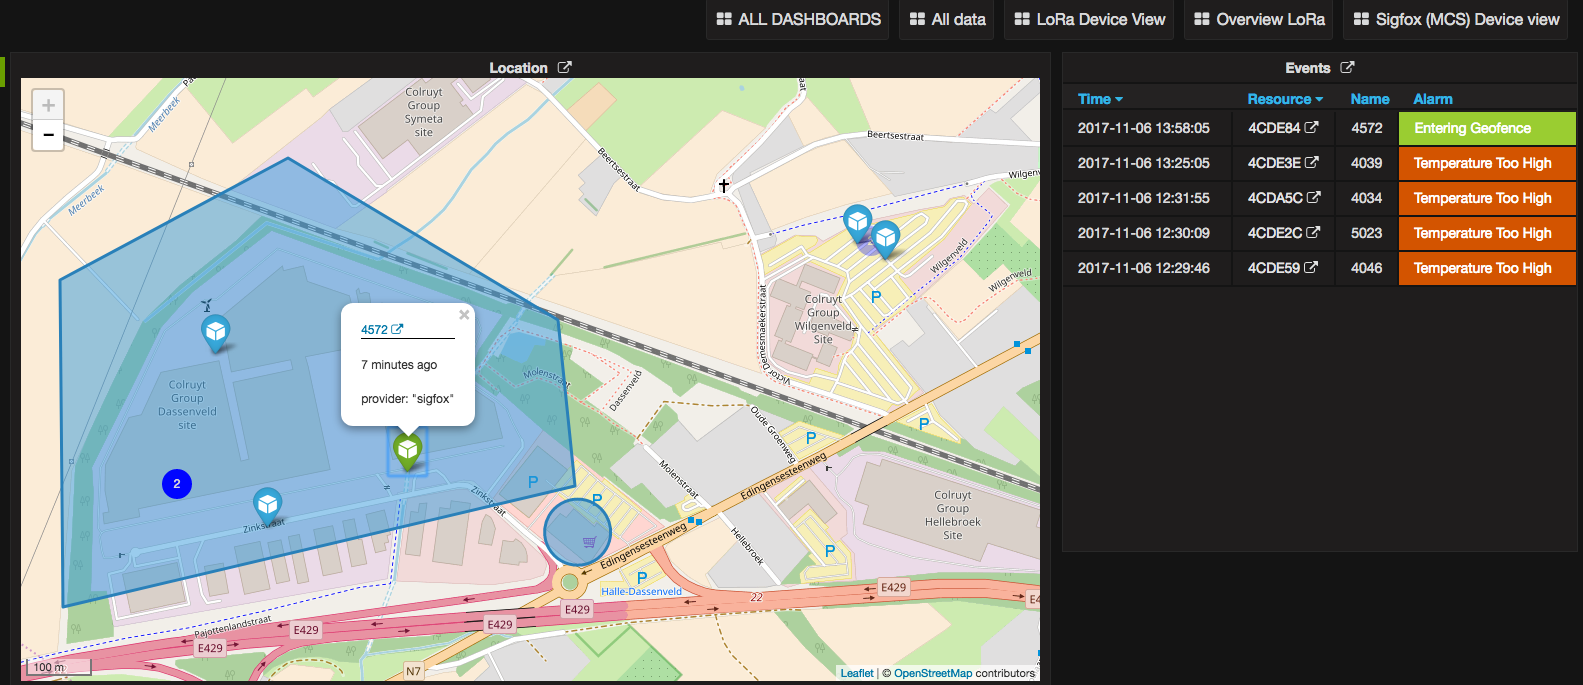 ALL DASHBOARDS
All data
LoRa Device View
Overview LoRa
Sigfox (MCS) Device view
Location
+
−
Meerbeek
Meerbeek
Colruyt
Group
Symeta
site
Beertsestraat
Beertsestraat
Wilgenveld
Wilgenveld
Victor Demesmaekerstraat
P
Colruyt
Group
Wilgenveld
Site
×
4572
7 minutes ago
provider: "sigfox"
Colruyt
Group
Dassenveld
site
Molenstraat
Dassenveld
Oude Groenweg
P
P
2
P
P
Molenstraat
Edingensesteenweg
Zinkstraat
Zinkstraat
Colruyt
Group
Hellebroek
Site
Hellebroek
Edingensesteenweg
P
P
Halle-Dassenveld
22
E429
E429
E429
E429
E429
Pajottenlandstraat
N7
100 m
Leaflet | © OpenStreetMap contributors
Events
Time Resource Name Alarm
2017-11-06 13:58:05 4CDE84 4572 Entering Geofence
2017-11-06 13:25:05 4CDE3E 4039 Temperature Too High
2017-11-06 12:31:55 4CDA5C 4034 Temperature Too High
2017-11-06 12:30:09 4CDE2C 5023 Temperature Too High
2017-11-06 12:29:46 4CDE59 4046 Temperature Too High